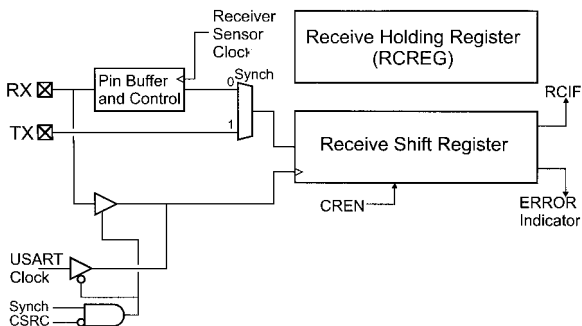 Receiver
Sensor
Clock
Receive Holding Register
(RCREG)
RX
Pin Buffer
and Control
0
Synch
RCIF
TX
1
Receive Shift Register
CREN
ERROR
Indicator
USART
Clock
Synch
CSRC